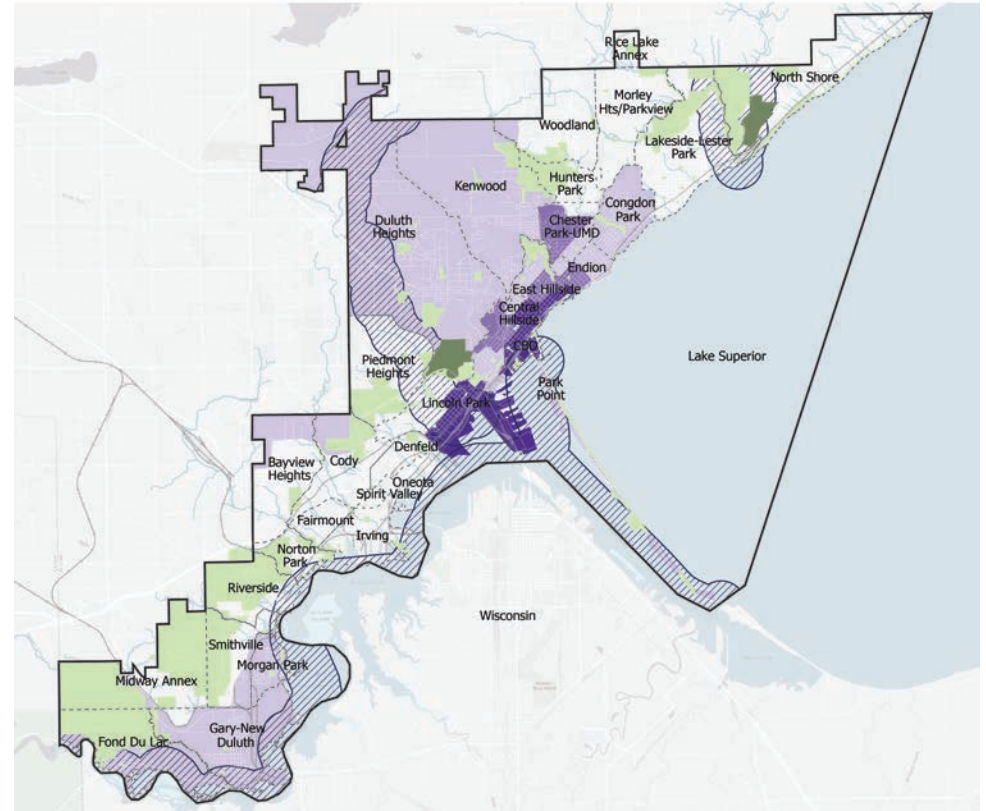 Rice Lake
Annex
North Shore
Morley
Hts/Parkview
Woodland
Lakeside-Lester
Park
Kenwood
Hunters
Park
Congdon
Park
Duluth
Heights
Chester
Park-UMD
Endion
East Hillside
Central
Hillside
CBD
Lake Superior
Piedmont
Heights
Park
Point
Lincoln Park
Denfeld
Bayview
Heights
Cody
Oneota
Spirit Valley
Fairmount
Irving
Norton
Park
Riverside
Wisconsin
Smithville
Morgan Park
Midway Annex
Gary-New
Duluth
Fond Du Lac